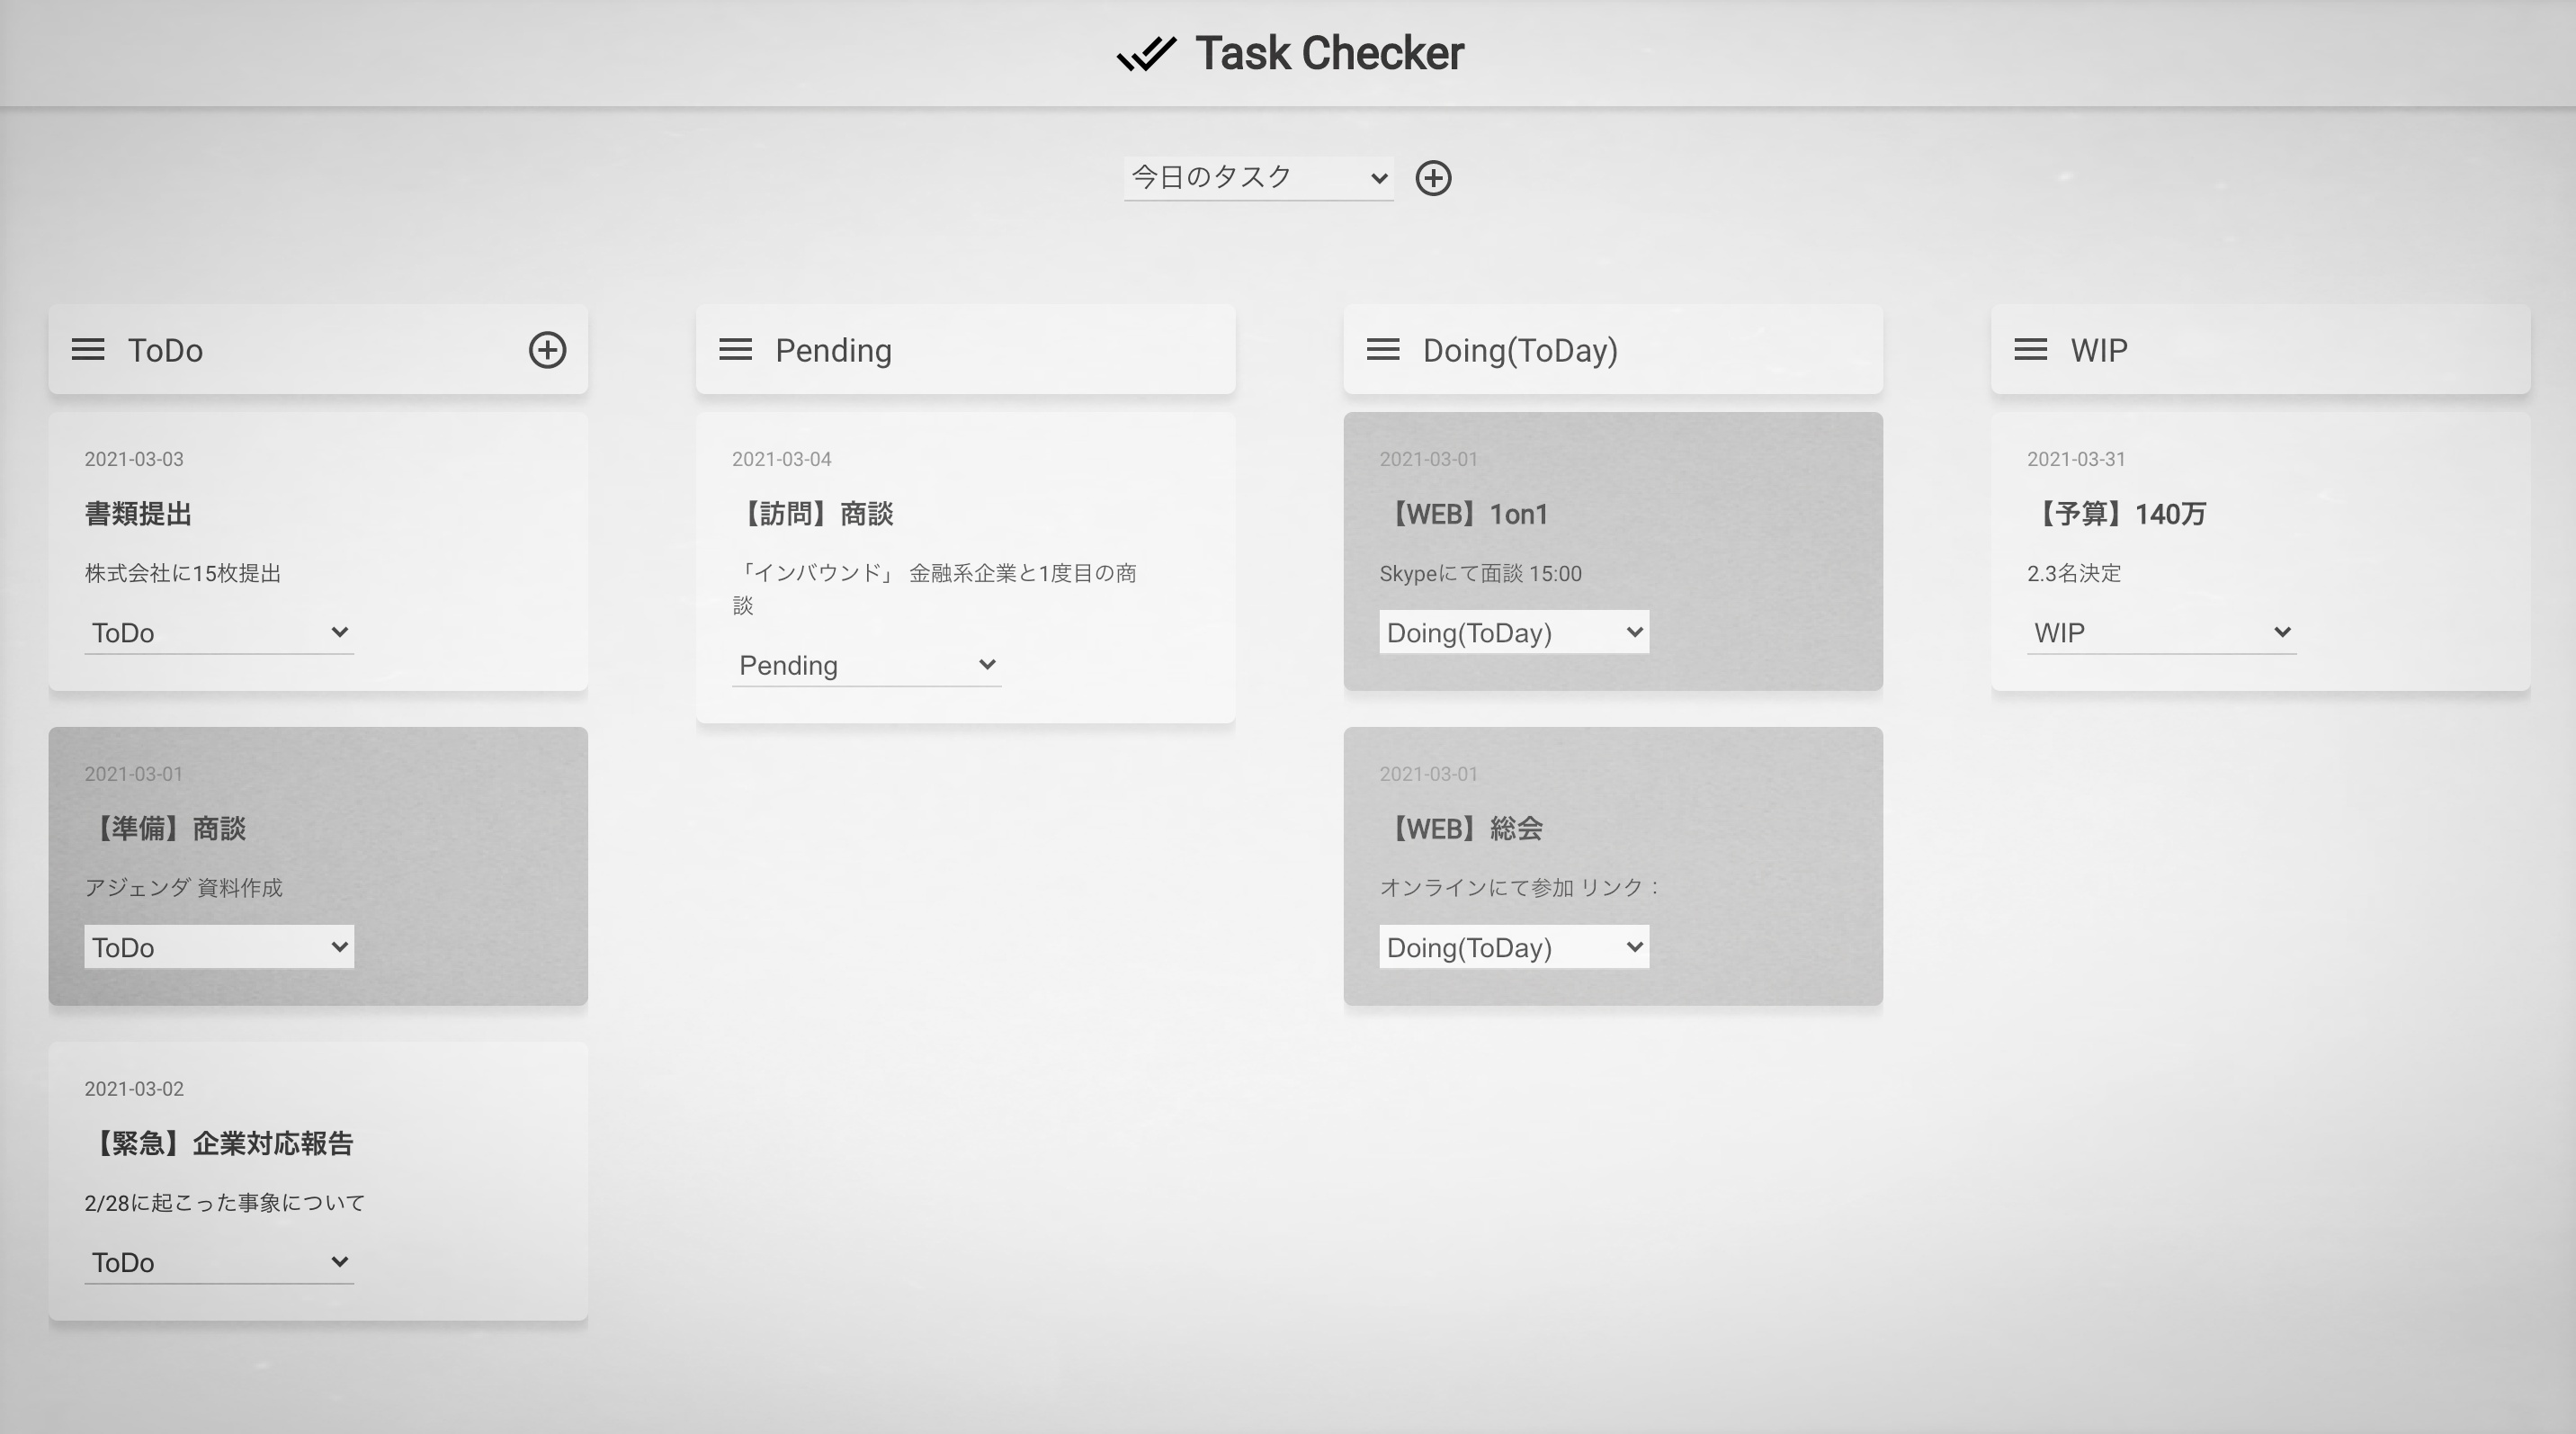 Task Checker
今日のタスク
ToDo
2021-03-03
書類提出
株式会社に15枚提出
ToDo
2021-03-01
【準備】商談
アジェンダ 資料作成
ToDo
2021-03-02
【緊急】企業対応報告
2/28に起こった事象について
ToDo
Pending
2021-03-04
【訪問】商談
「インバウンド」 金融系企業と1度目の商
談
Pending
Doing(ToDay)
2021-03-01
【WEB】1on1
Skypeにて面談 15:00
Doing(ToDay)
2021-03-01
【WEB】総会
オンラインにて参加 リンク：
Doing(ToDay)
WIP
2021-03-31
【予算】140万
2.3名決定
WIP